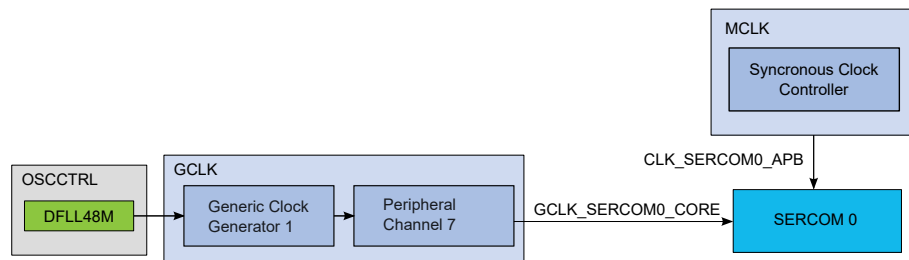 MCLK
Syncronous Clock
Controller
CLK_SERCOM0_APB
OSCCTRL
DFLL48M
GCLK
Generic Clock
Generator 1
Peripheral
Channel 7
GCLK_SERCOM0_CORE
SERCOM 0